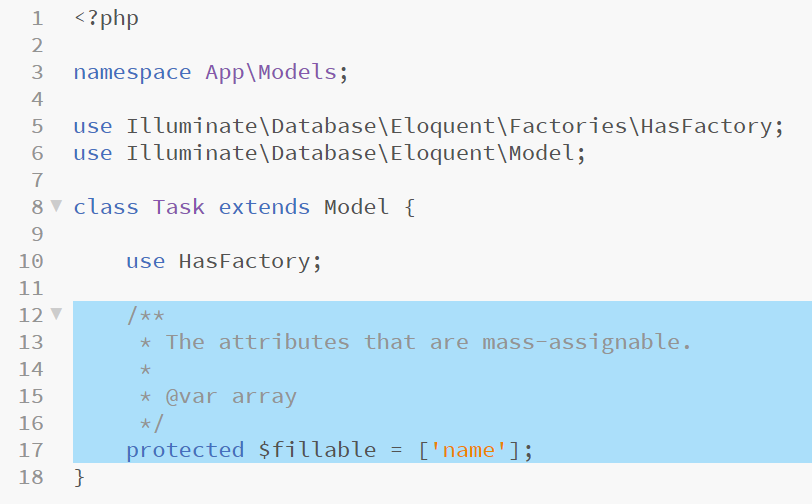 1 <?php
2
3 namespace App\Models;
4
5 use Illuminate\Database\Eloquent\Factories\HasFactory;
6 use Illuminate\Database\Eloquent\Model;
7
8 class Task extends Model {
9
10 use HasFactory;
11
12 /**
13 * The attributes that are mass-assignable.
14 *
15 * @var array
16 */
17 protected $fillable = ['name'];
18 }